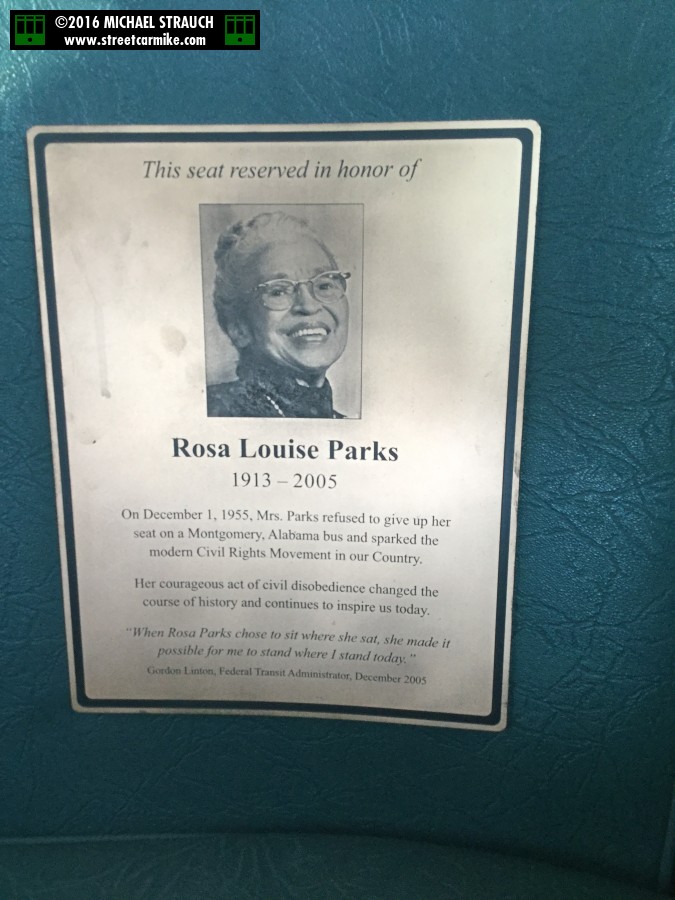 ©2016 MICHAEL STRAUCH
www.streetcarmike.com
This seat reserved in honor of
Rosa Louise Parks
1913 – 2005
On December 1, 1955, Mrs. Parks refused to give up her
seat on a Montgomery, Alabama bus and sparked the
modern Civil Rights Movement in our Country.
Her courageous act of civil disobedience changed the
course of history and continues to inspire us today.
“When Rosa Parks chose to sit where she sat, she made it
possible for me to stand where I stand today.”
Gordon Linton, Federal Transit Administrator, December 2005